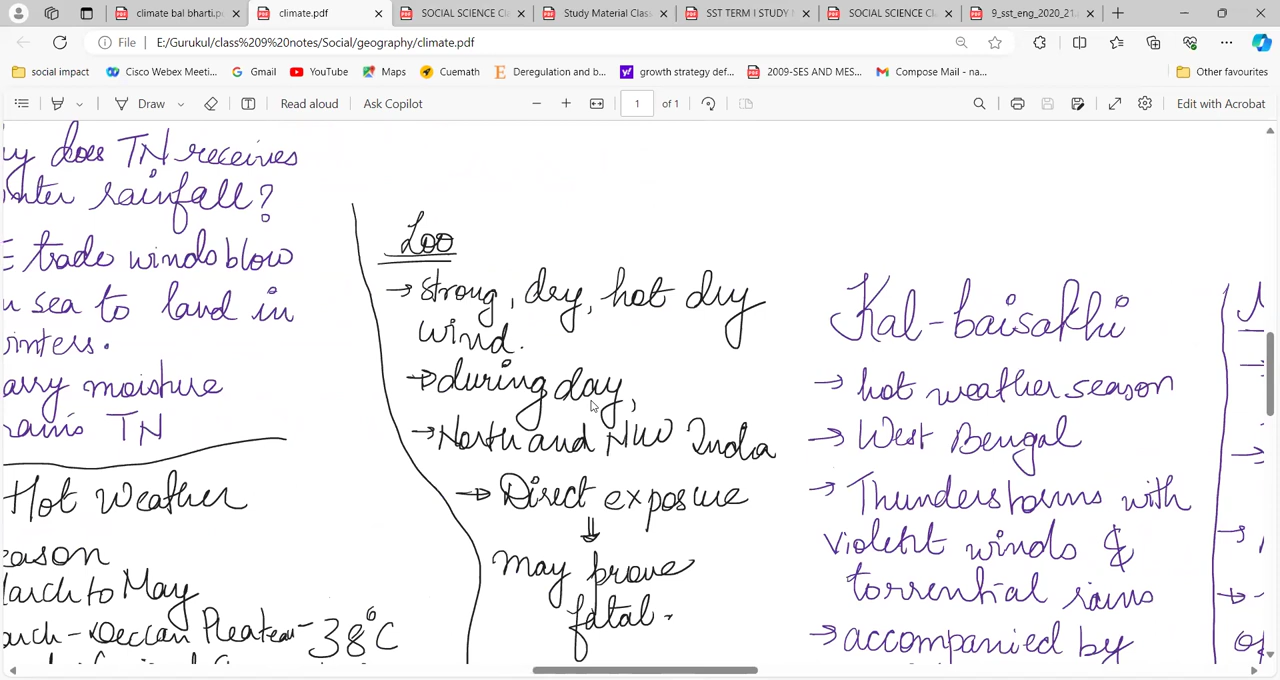 climate bal bharti.p
climate.pdf
SOCIAL SCIENCE Clas
Study Material Class
SST TERM I STUDY M
SOCIAL SCIENCE Clas
9_sst_eng_2020_21.
File
E:/Gurukul/class%209%20notes/Social/geography/climate.pdf
social impact
Cisco Webex Meeti...
Gmail
YouTube
Maps
Cuemath
Deregulation and b...
growth strategy def...
2009-SES AND MES...
Compose Mail - na...
Other favourites
Draw
Read aloud
Ask Copilot
1
of 1
Edit with Acrobat
y does TN receives
nter rainfall?
E trade winds blow
sea to land in
inters.
arry moisture
rains TN
Hot Weather
eason
arch to May
Deccan Pleateau - 38°C
Loo
→ strong, dry, hot dry
wind.
→ during day,
→ North and NW India
→ Direct exposure
⇓
may prove
fatal.
Kal-baisakhi
→ hot weather season
→ West Bengal
→ Thunderstorms with
violent winds &
torrential rains
→ accompanied by